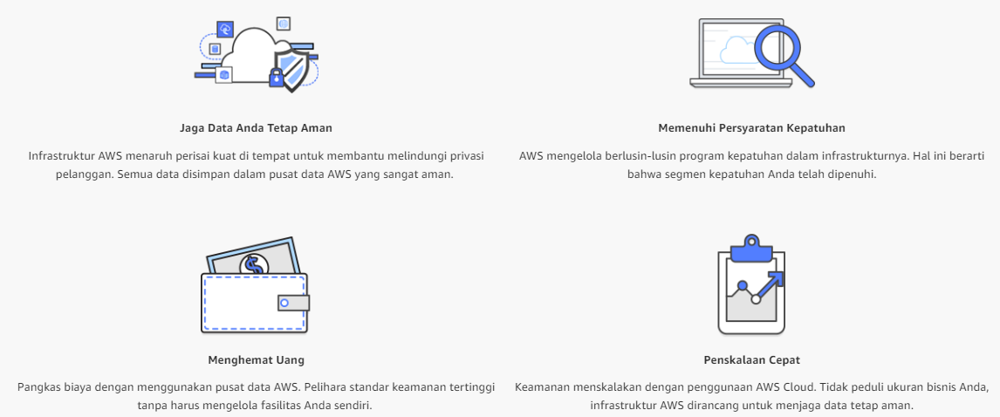 Jaga Data Anda Tetap Aman
Infrastruktur AWS menaruh perisai kuat di tempat untuk membantu melindungi privasi
pelanggan. Semua data disimpan dalam pusat data AWS yang sangat aman.
Memenuhi Persyaratan Kepatuhan
AWS mengelola berlusin-lusin program kepatuhan dalam infrastrukturnya. Hal ini berarti
bahwa segmen kepatuhan Anda telah dipenuhi.
$
Menghemat Uang
Pangkas biaya dengan menggunakan pusat data AWS. Pelihara standar keamanan tertinggi
tanpa harus mengelola fasilitas Anda sendiri.
Penskalaan Cepat
Keamanan menskalakan dengan penggunaan AWS Cloud. Tidak peduli ukuran bisnis Anda,
infrastruktur AWS dirancang untuk menjaga data tetap aman.